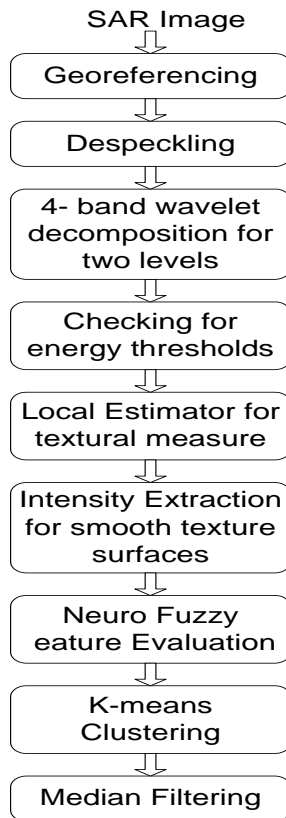 SAR Image
Georeferencing
Despeckling
4- band wavelet
decomposition for
two levels
Checking for
energy thresholds
Local Estimator for
textural measure
Intensity Extraction
for smooth texture
surfaces
Neuro Fuzzy
eature Evaluation
K-means
Clustering
Median Filtering